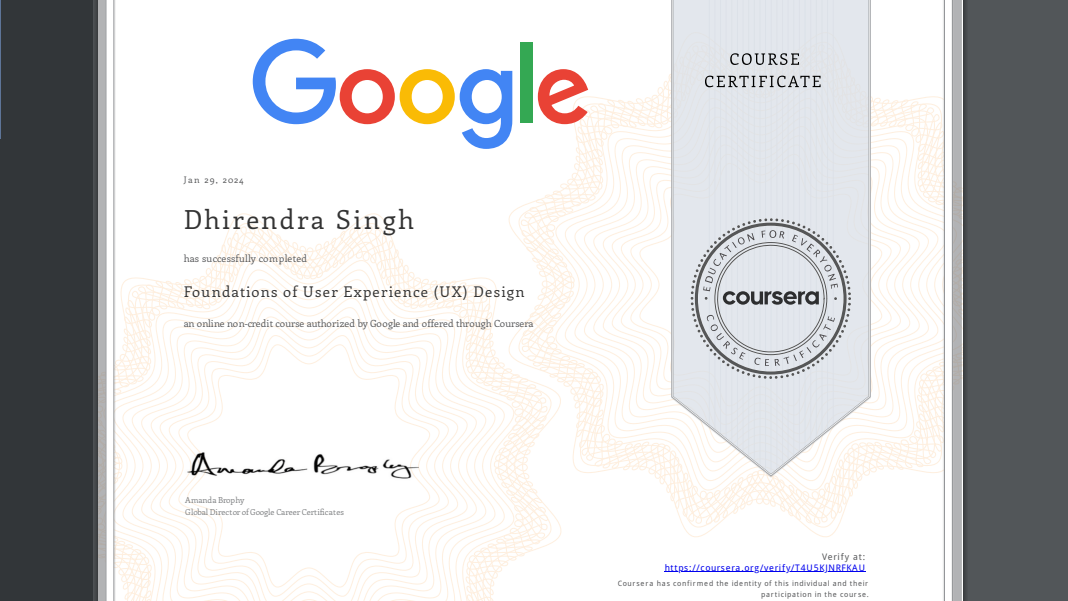 Google
COURSE
CERTIFICATE
Jan 29, 2024
Dhirendra Singh
has successfully completed
Foundations of User Experience (UX) Design
an online non-credit course authorized by Google and offered through Coursera
EDUCATION FOR EVERYONE
coursera
COURSE CERTIFICATE
Amanda Brophy
Amanda Brophy
Global Director of Google Career Certificates
Verify at:
https://coursera.org/verify/T4U5KJNRFKAU
Coursera has confirmed the identity of this individual and their
participation in the course.